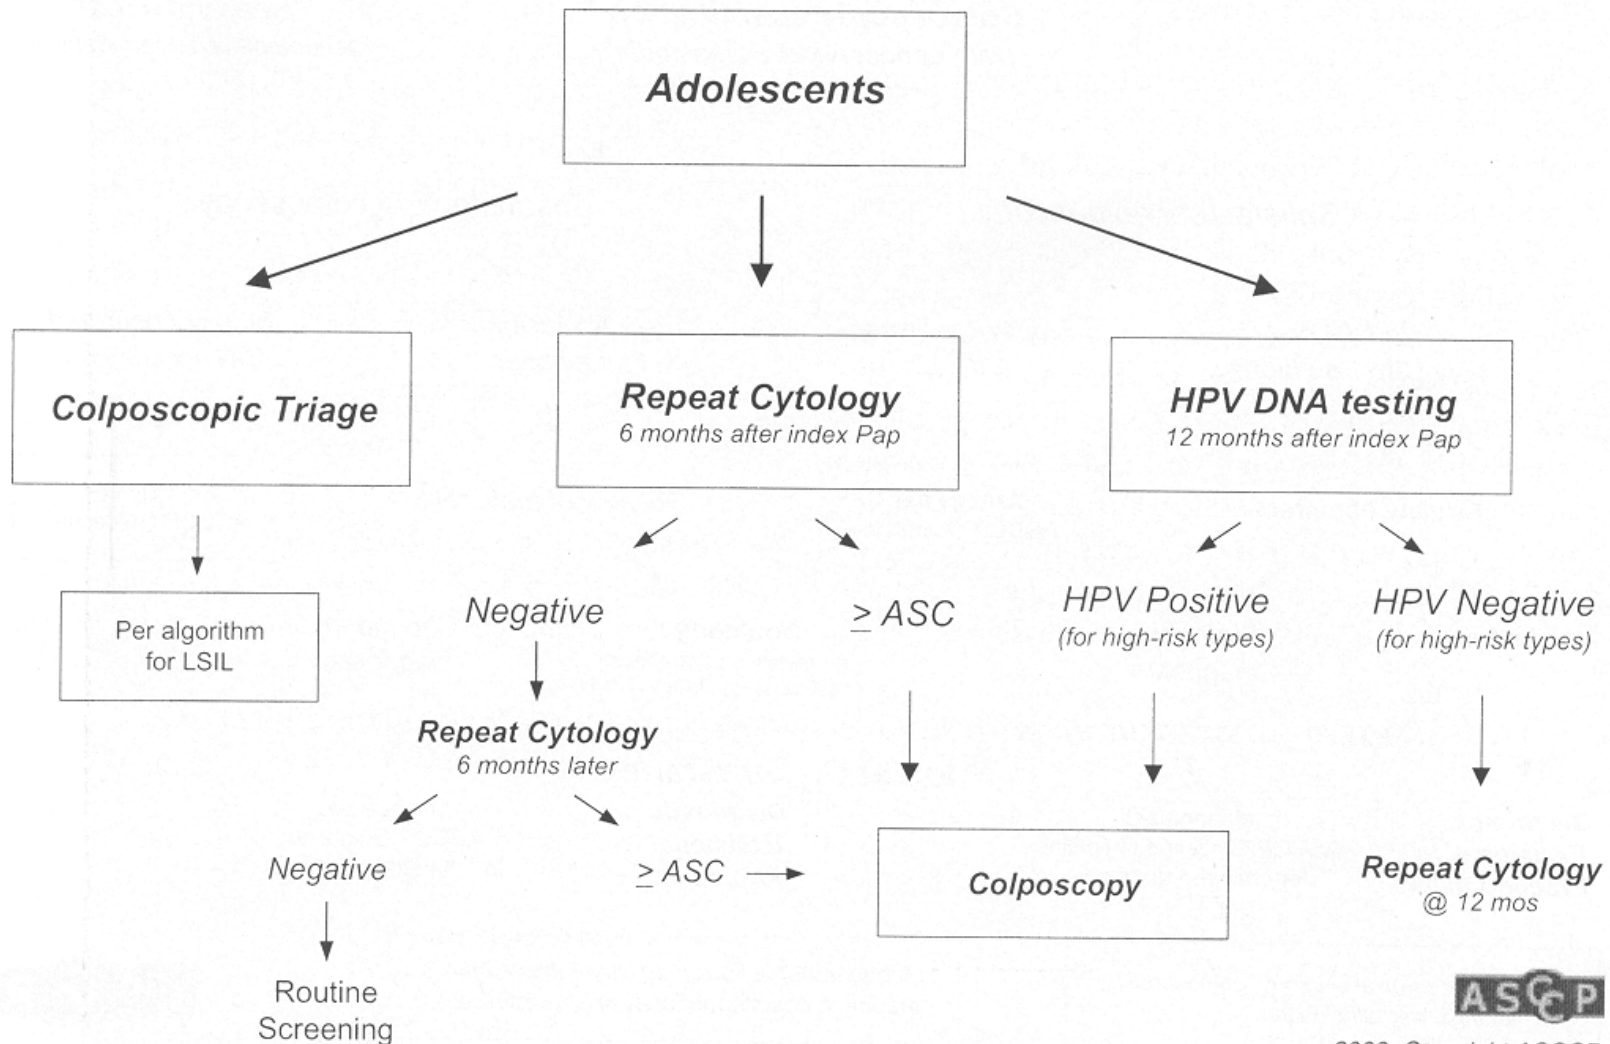 Adolescents
Colposcopic Triage
Per algorithm
for LSIL
Repeat Cytology
6 months after index Pap
Negative
≥ ASC
Repeat Cytology
6 months later
Negative
≥ ASC
Routine
Screening
HPV DNA testing
12 months after index Pap
HPV Positive
(for high-risk types)
HPV Negative
(for high-risk types)
Colposcopy
Repeat Cytology
@ 12 mos
ASCCP